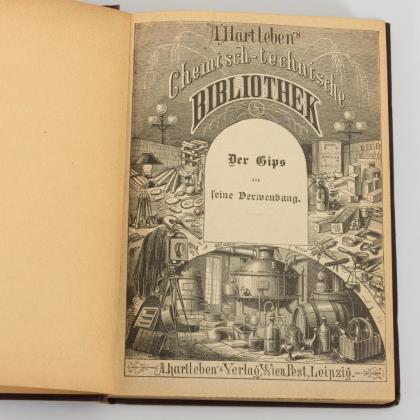 A. Hartleben's
Chemisch-technische
BIBLIOTHEK
Der Gips
und
seine Verwendung.
A. Hartleben's Verlag, Wien, Pest, Leipzig.